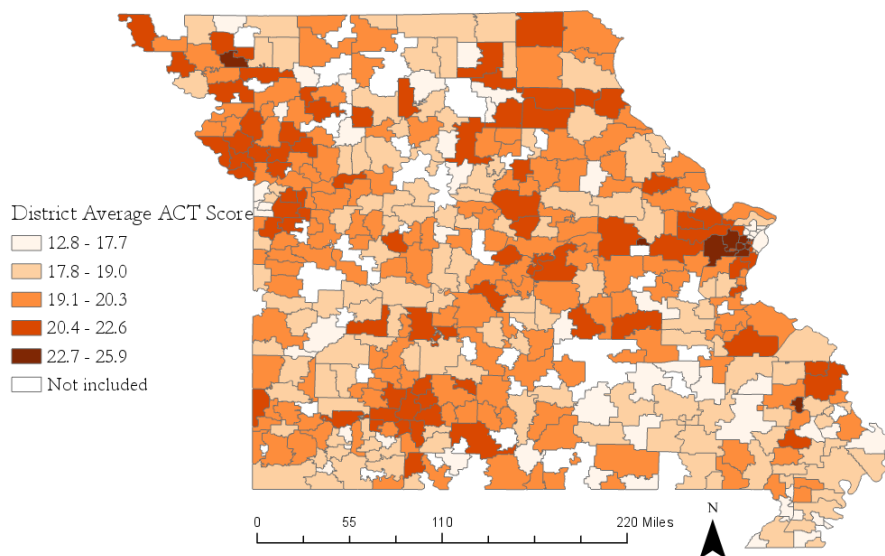 District Average ACT Score
12.8 - 17.7
17.8 - 19.0
19.1 - 20.3
20.4 - 22.6
22.7 - 25.9
Not included
N
0 55 110 220 Miles